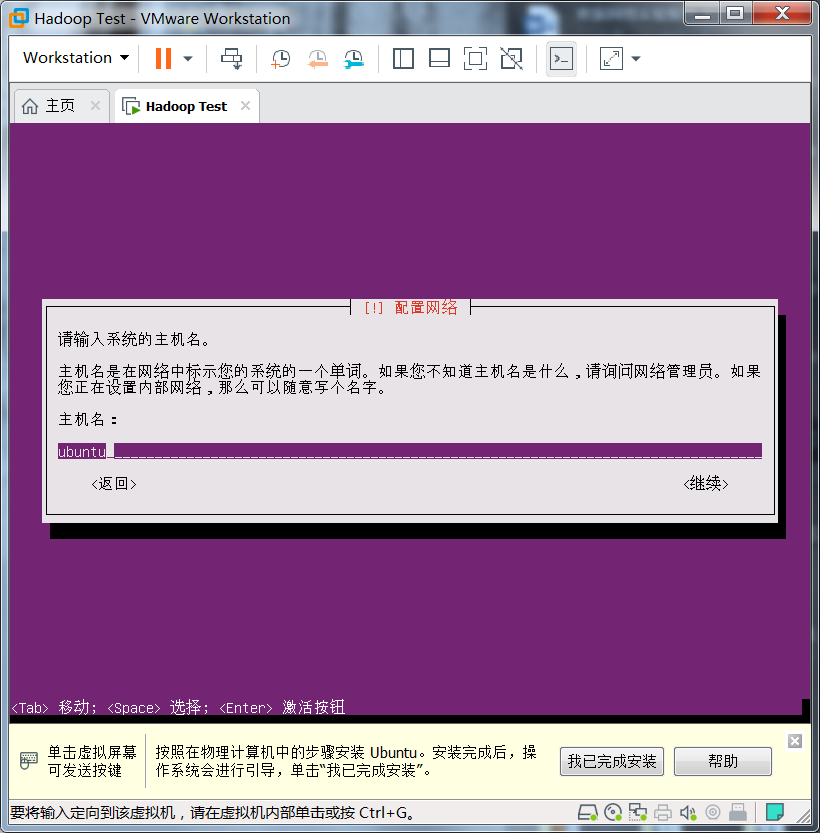 Hadoop Test - VMware Workstation
Workstation
主页
Hadoop Test
[!] 配置网络
请输入系统的主机名。
主机名是在网络中标示您的系统的一个单词。如果您不知道主机名是什么,请询问网络管理员。如果
您正在设置内部网络,那么可以随意写个名字。
主机名:
ubuntu
<返回> <继续>
<Tab> 移动; <Space> 选择; <Enter> 激活按钮
单击虚拟屏幕
可发送按键
按照在物理计算机中的步骤安装 Ubuntu。安装完成后,操
作系统会进行引导,单击“我已完成安装”。
我已完成安装 帮助
要将输入定向到该虚拟机,请在虚拟机内部单击或按 Ctrl+G。